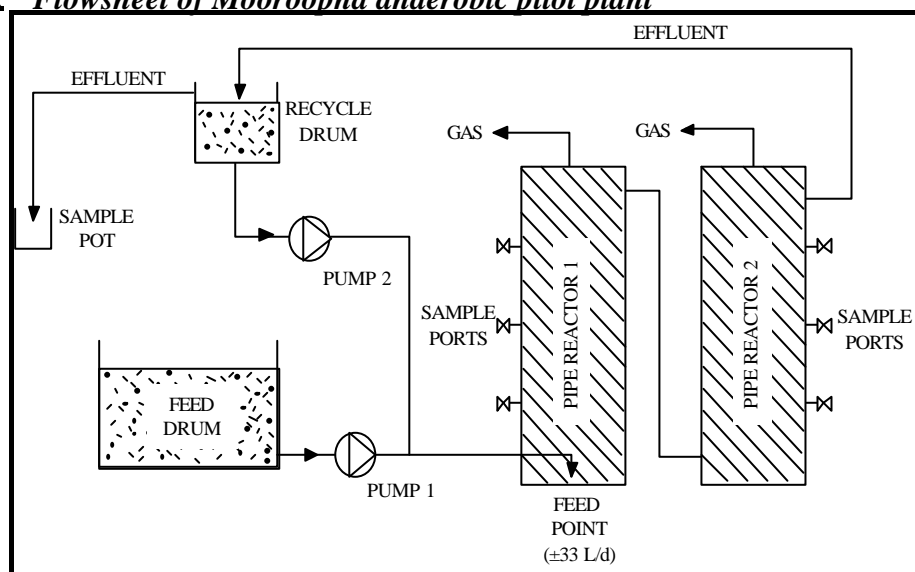 Flowsheet of Mooroopna anderobic pilot plant
EFFLUENT
EFFLUENT
RECYCLE
DRUM
GAS
GAS
SAMPLE
POT
PUMP 2
PIPE REACTOR 1
PIPE REACTOR 2
SAMPLE
PORTS
SAMPLE
PORTS
FEED
DRUM
PUMP 1
FEED
POINT
(±33 L/d)